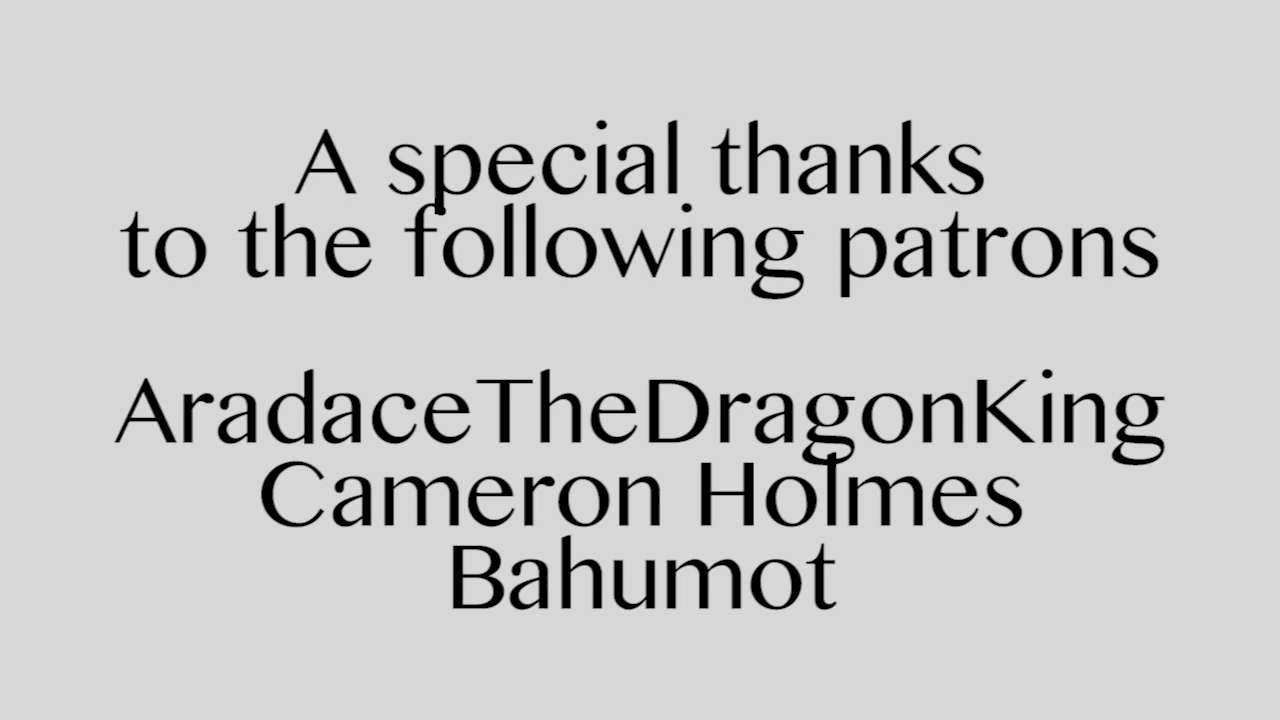 A special thanks
to the following patrons
AradaceTheDragonKing
Cameron Holmes
Bahumot